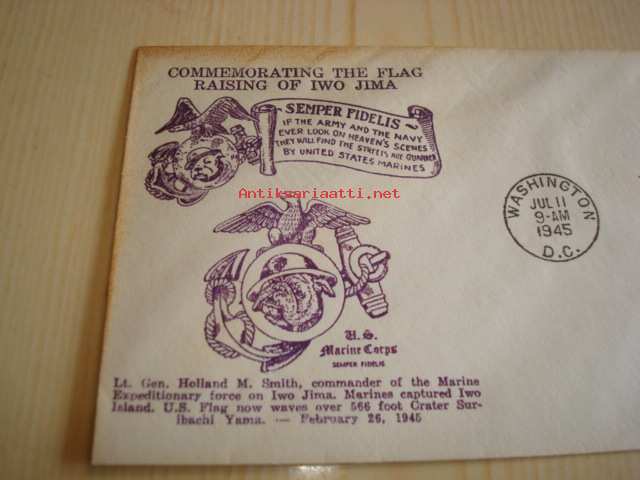 COMMEMORATING THE FLAG
RAISING OF IWO JIMA
SEMPER FIDELIS
IF THE ARMY AND THE NAVY
EVER LOOK ON HEAVEN'S SCENES
THEY WILL FIND THE STREETS ARE GUARDED
BY UNITED STATES MARINES
Antiksariaatti.net
WASHINGTON
JUL 11
9-AM
1945
D.C.
U.S.
Marine Corps
SEMPER FIDELIS
Lt. Gen. Holland M. Smith, commander of the Marine
Expeditionary force on Iwo Jima. Marines captured Iwo
Island. U.S. Flag now waves over 566 foot Crater Sur-
ibachi Yama. — February 26, 1945